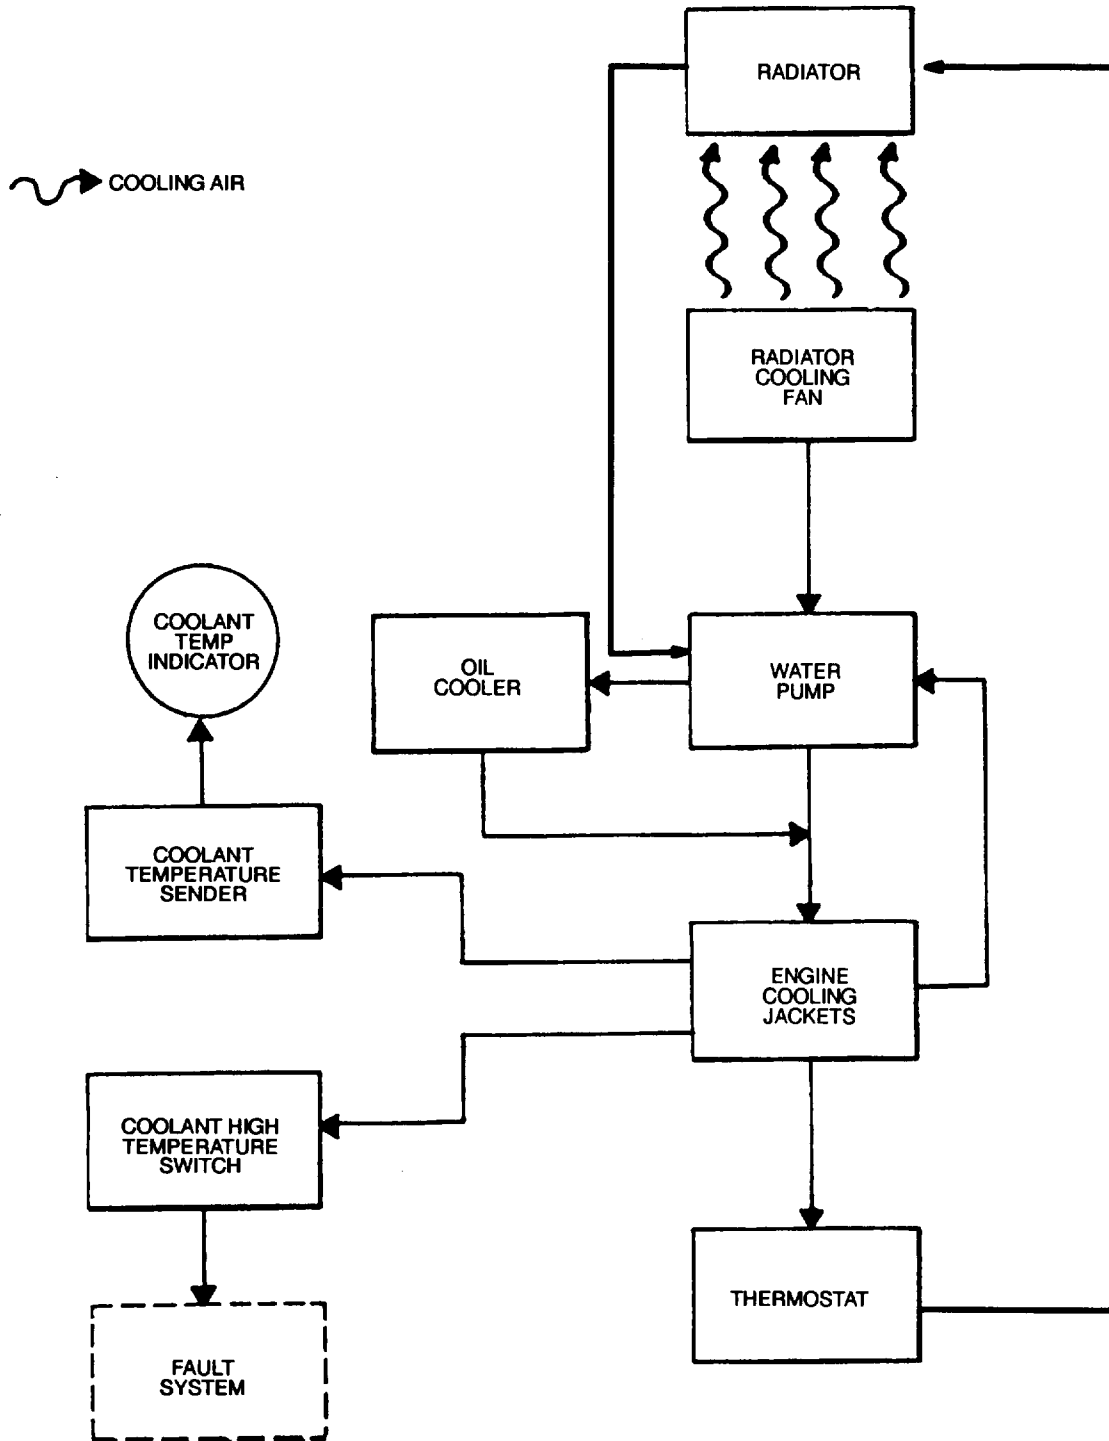 RADIATOR
COOLING AIR
RADIATOR
COOLING
FAN
COOLANT
TEMP
INDICATOR
OIL
COOLER
WATER
PUMP
COOLANT
TEMPERATURE
SENDER
ENGINE
COOLING
JACKETS
COOLANT HIGH
TEMPERATURE
SWITCH
THERMOSTAT
FAULT
SYSTEM